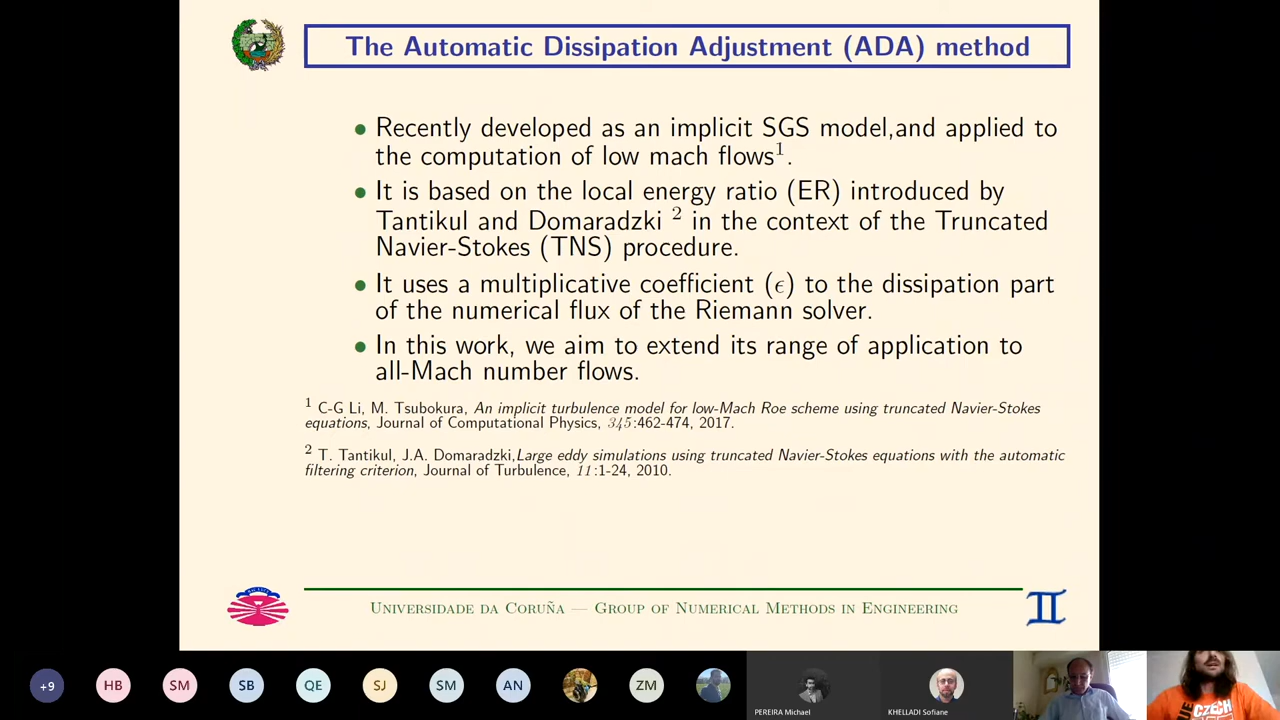 The Automatic Dissipation Adjustment (ADA) method
• Recently developed as an implicit SGS model,and applied to
the computation of low mach flows1.
• It is based on the local energy ratio (ER) introduced by
Tantikul and Domaradzki 2 in the context of the Truncated
Navier-Stokes (TNS) procedure.
• It uses a multiplicative coefficient (ϵ) to the dissipation part
of the numerical flux of the Riemann solver.
• In this work, we aim to extend its range of application to
all-Mach number flows.
1 C-G Li, M. Tsubokura, An implicit turbulence model for low-Mach Roe scheme using truncated Navier-Stokes
equations, Journal of Computational Physics, 345:462-474, 2017.
2 T. Tantikul, J.A. Domaradzki,Large eddy simulations using truncated Navier-Stokes equations with the automatic
filtering criterion, Journal of Turbulence, 11:1-24, 2010.
Universidade da Coruña — Group of Numerical Methods in Engineering
+9 HB SM SB QE SJ SM AN ZM
PEREIRA Michael
KHELLADI Sofiane
CZECH